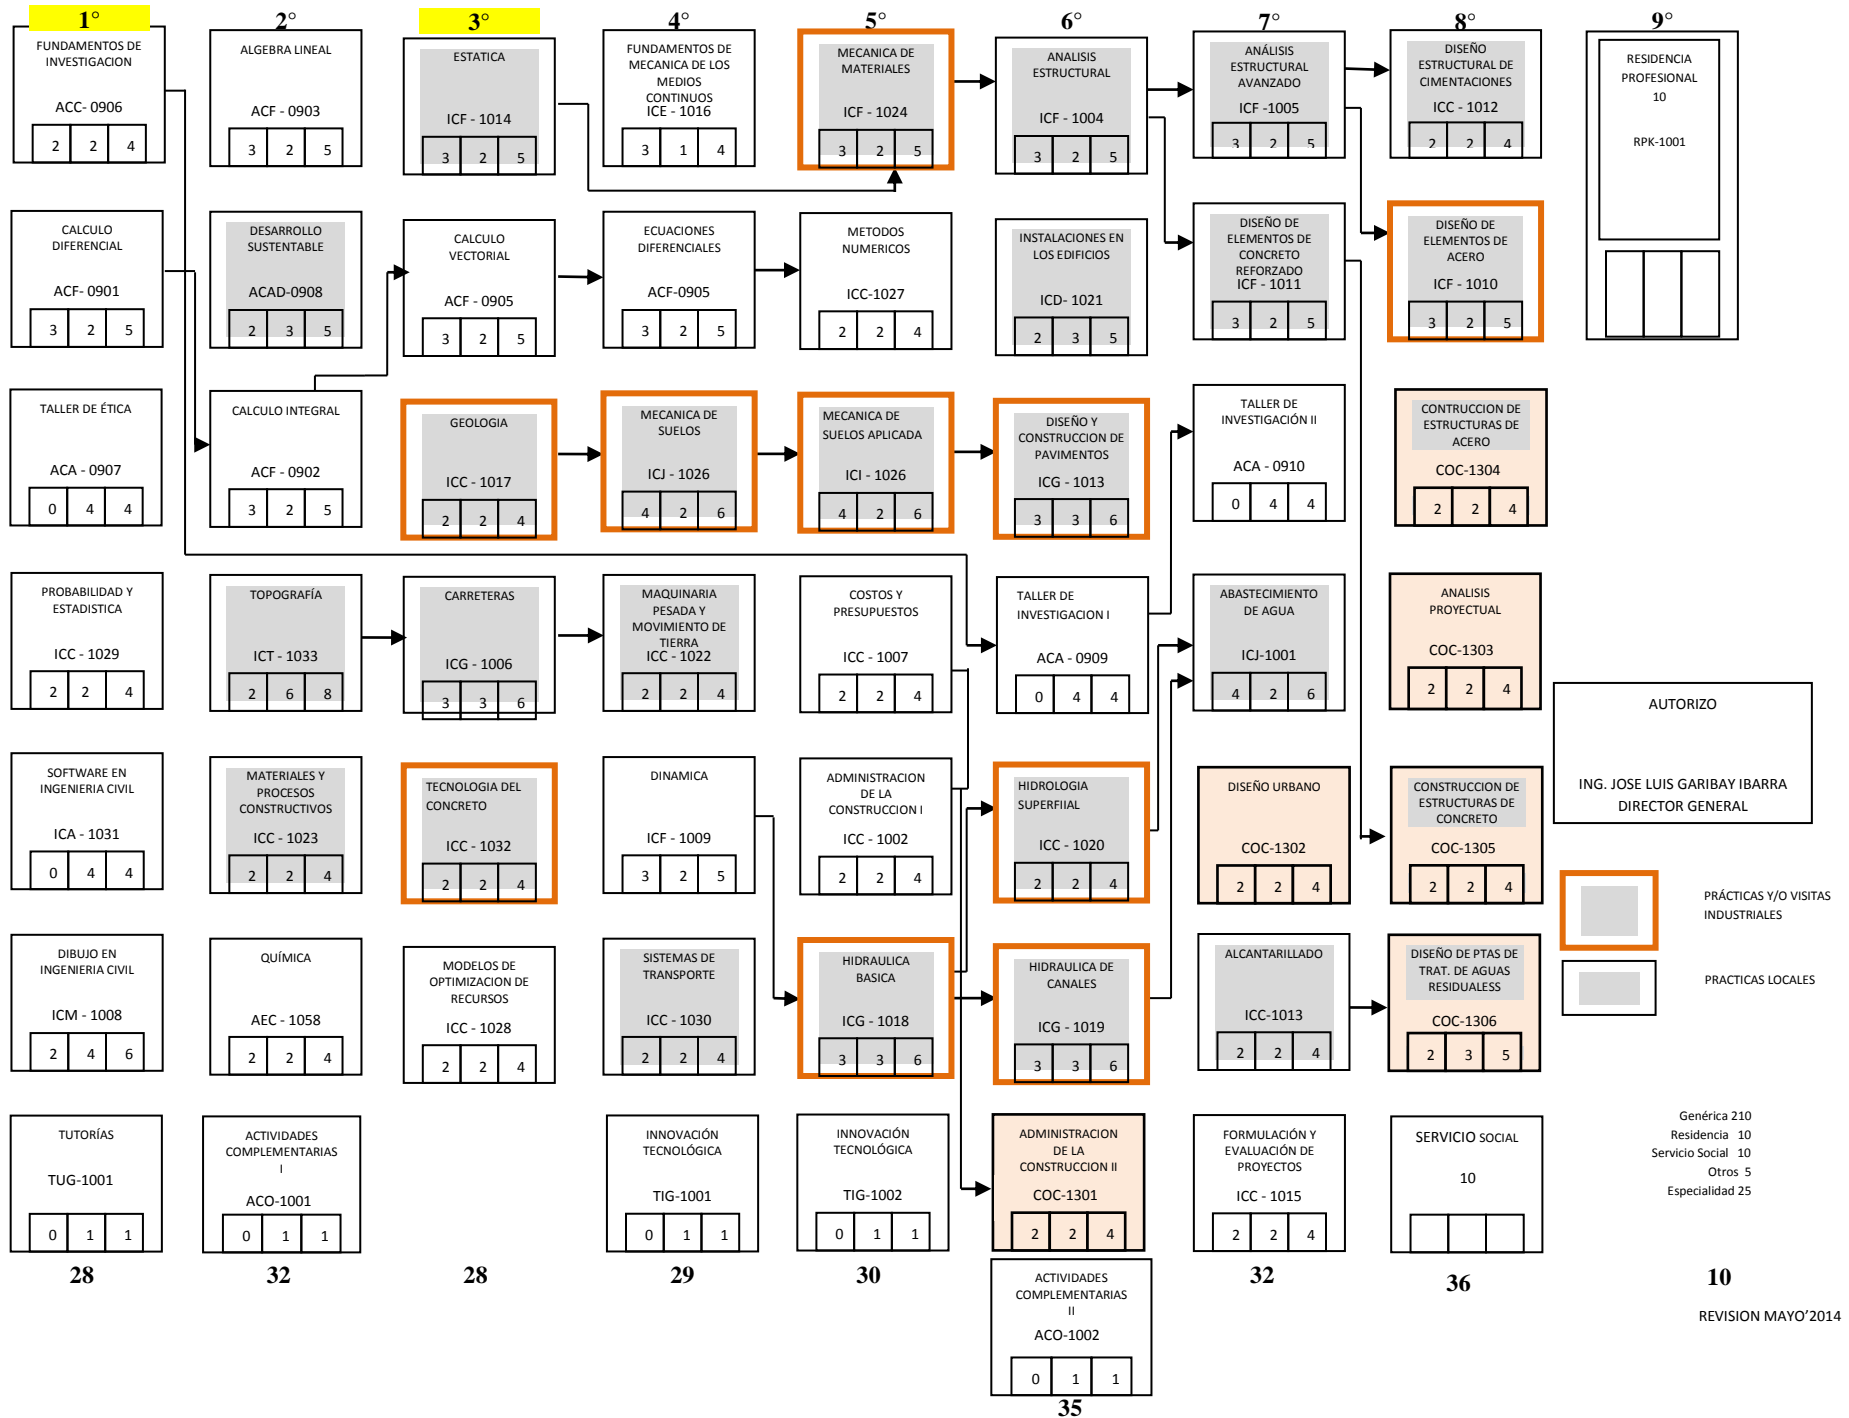 1°
FUNDAMENTOS DE
INVESTIGACION
ACC- 0906
2 2 4
CALCULO
DIFERENCIAL
ACF- 0901
3 2 5
TALLER DE ÉTICA
ACA - 0907
0 4 4
PROBABILIDAD Y
ESTADISTICA
ICC - 1029
2 2 4
SOFTWARE EN
INGENIERIA CIVIL
ICA - 1031
0 4 4
DIBUJO EN
INGENIERIA CIVIL
ICM - 1008
2 4 6
TUTORÍAS
TUG-1001
0 1 1
28
2°
ALGEBRA LINEAL
ACF - 0903
3 2 5
DESARROLLO
SUSTENTABLE
ACAD-0908
2 3 5
CALCULO INTEGRAL
ACF - 0902
3 2 5
TOPOGRAFÍA
ICT - 1033
2 6 8
MATERIALES Y
PROCESOS
CONSTRUCTIVOS
ICC - 1023
2 2 4
QUÍMICA
AEC - 1058
2 2 4
ACTIVIDADES
COMPLEMENTARIAS
I
ACO-1001
0 1 1
32
3°
ESTATICA
ICF - 1014
3 2 5
CALCULO
VECTORIAL
ACF - 0905
3 2 5
GEOLOGIA
ICC - 1017
2 2 4
CARRETERAS
ICG - 1006
3 3 6
TECNOLOGIA DEL
CONCRETO
ICC - 1032
2 2 4
MODELOS DE
OPTIMIZACION DE
RECURSOS
ICC - 1028
2 2 4
28
4°
FUNDAMENTOS DE
MECANICA DE LOS
MEDIOS
CONTINUOS
ICE - 1016
3 1 4
ECUACIONES
DIFERENCIALES
ACF-0905
3 2 5
MECANICA DE
SUELOS
ICJ - 1026
4 2 6
MAQUINARIA
PESADA Y
MOVIMIENTO DE
TIERRA
ICC - 1022
2 2 4
DINAMICA
ICF - 1009
3 2 5
SISTEMAS DE
TRANSPORTE
ICC - 1030
2 2 4
INNOVACIÓN
TECNOLÓGICA
TIG-1001
0 1 1
29
5°
MECANICA DE
MATERIALES
ICF - 1024
3 2 5
METODOS
NUMERICOS
ICC-1027
2 2 4
MECANICA DE
SUELOS APLICADA
ICI - 1026
4 2 6
COSTOS Y
PRESUPUESTOS
ICC - 1007
2 2 4
ADMINISTRACION
DE LA
CONSTRUCCION I
ICC - 1002
2 2 4
HIDRAULICA
BASICA
ICG - 1018
3 3 6
INNOVACIÓN
TECNOLÓGICA
TIG-1002
0 1 1
30
6°
ANALISIS
ESTRUCTURAL
ICF - 1004
3 2 5
INSTALACIONES EN
LOS EDIFICIOS
ICD- 1021
2 3 5
DISEÑO Y
CONSTRUCCION DE
PAVIMENTOS
ICG - 1013
3 3 6
TALLER DE
INVESTIGACION I
ACA - 0909
0 4 4
HIDROLOGIA
SUPERFIIAL
ICC - 1020
2 2 4
HIDRAULICA DE
CANALES
ICG - 1019
3 3 6
ADMINISTRACION
DE LA
CONSTRUCCION II
COC-1301
2 2 4
ACTIVIDADES
COMPLEMENTARIAS
II
ACO-1002
0 1 1
35
7°
ANÁLISIS
ESTRUCTURAL
AVANZADO
ICF -1005
3 2 5
DISEÑO DE
ELEMENTOS DE
CONCRETO
REFORZADO
ICF - 1011
3 2 5
TALLER DE
INVESTIGACIÓN II
ACA - 0910
0 4 4
ABASTECIMIENTO
DE AGUA
ICJ-1001
4 2 6
DISEÑO URBANO
COC-1302
2 2 4
ALCANTARILLADO
ICC-1013
2 2 4
FORMULACIÓN Y
EVALUACIÓN DE
PROYECTOS
ICC - 1015
2 2 4
32
8°
DISEÑO
ESTRUCTURAL DE
CIMENTACIONES
ICC - 1012
2 2 4
DISEÑO DE
ELEMENTOS DE
ACERO
ICF - 1010
3 2 5
CONTRUCCION DE
ESTRUCTURAS DE
ACERO
COC-1304
2 2 4
ANALISIS
PROYECTUAL
COC-1303
2 2 4
CONSTRUCCION DE
ESTRUCTURAS DE
CONCRETO
COC-1305
2 2 4
DISEÑO DE PTAS DE
TRAT. DE AGUAS
RESIDUALESS
COC-1306
2 3 5
SERVICIO SOCIAL
10
36
9°
RESIDENCIA
PROFESIONAL
10
RPK-1001
AUTORIZO
ING. JOSE LUIS GARIBAY IBARRA
DIRECTOR GENERAL
PRÁCTICAS Y/O VISITAS
INDUSTRIALES
PRACTICAS LOCALES
Genérica 210
Residencia 10
Servicio Social 10
Otros 5
Especialidad 25
10
REVISION MAYO'2014